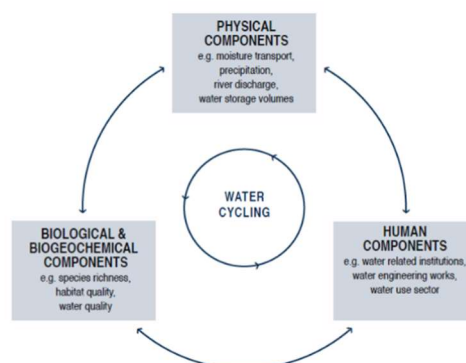 PHYSICAL
COMPONENTS
e.g. moisture transport,
precipitation,
river discharge,
water storage volumes
WATER
CYCLING
BIOLOGICAL &
BIOGEOCHEMICAL
COMPONENTS
e.g. species richness,
habitat quality,
water quality
HUMAN
COMPONENTS
e.g. water related institutions,
water engineering works,
water use sector